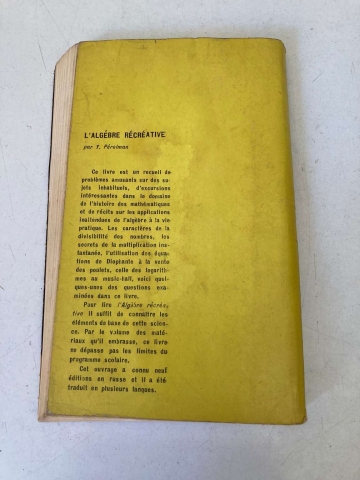 L'ALGÈBRE RÉCRÉATIVE
par Y. Pérelman
Ce livre est un recueil de
problèmes amusants sur des su-
jets inhabituels, d'excursions
intéressantes dans le domaine
de l'histoire des mathématiques
et de récits sur les applications
inattendues de l'algèbre à la vie
pratique. Les caractères de la
divisibilité des nombres, les
secrets de la multiplication ins-
tantanée, l'utilisation des équa-
tions de Diophante à la vente
des poulets, celle des logarith-
mes au music-hall, voici quel-
ques-unes des questions exa-
minées dans ce livre.
Pour lire l'Algèbre récréa-
tive il suffit de connaître les
éléments de base de cette scien-
ce. Par le volume des maté-
riaux qu'il embrasse, ce livre
ne dépasse pas les limites du
programme scolaire.
Cet ouvrage a connu neuf
éditions en russe et il a été
traduit en plusieurs langues.